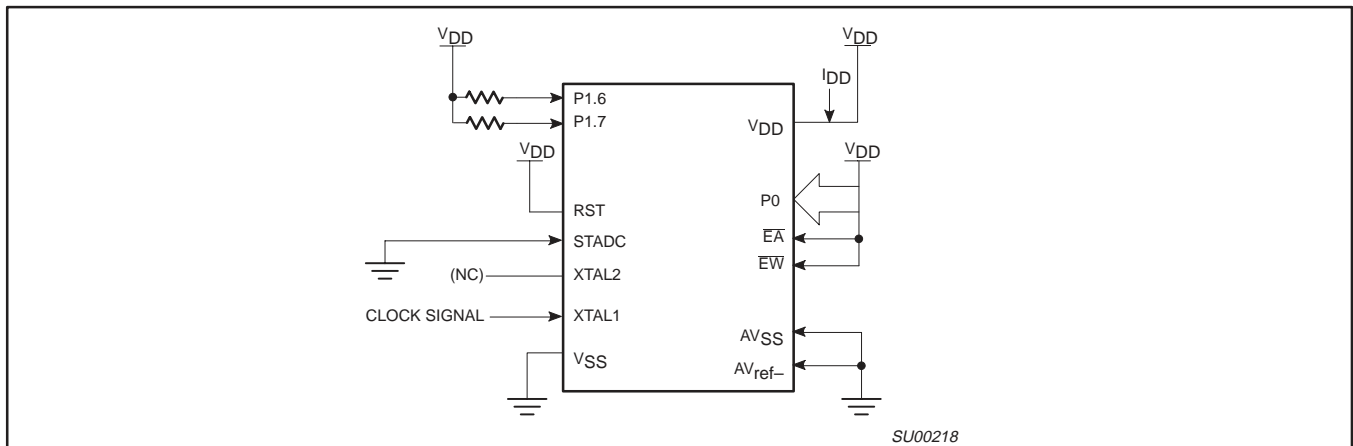 VDD
VDD
IDD
P1.6
P1.7
VDD
VDD
VDD
P0
RST
EA
STADC
EW
(NC)
XTAL2
CLOCK SIGNAL
XTAL1
AVSS
VSS
AVref–
SU00218